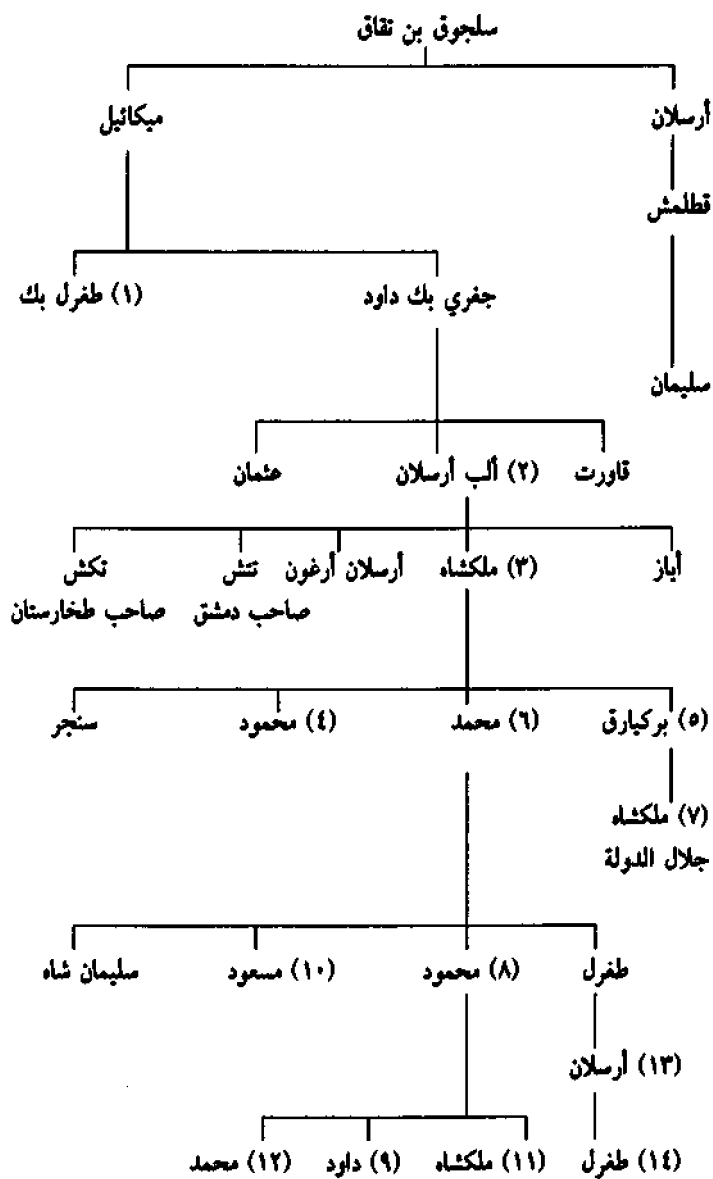 سلجوق بن تقاق
أرسلان ميكائيل
قطلمش
جغري بك داود (١) طغرل بك
سليمان
قاورت (٢) ألب أرسلان عثمان
أياز (٣) ملكشاه أرسلان أرغون تتش تكش
صاحب دمشق صاحب طخارستان
(٥) بركيارق (٦) محمد (٤) محمود سنجر
(٧) ملكشاه
جلال الدولة
طغرل (٨) محمود (١٠) مسعود سليمان شاه
(١٣) أرسلان
(١٤) طغرل (١١) ملكشاه (٩) داود (١٢) محمد